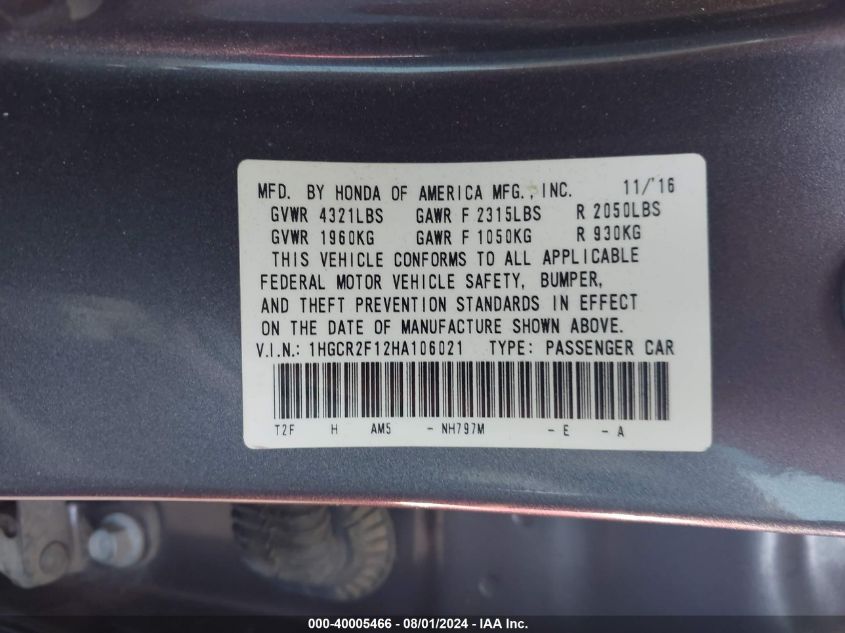 MFD. BY HONDA OF AMERICA MFG., INC. 11/'16
GVWR 4321LBS GAWR F 2315LBS R 2050LBS
GVWR 1960KG GAWR F 1050KG R 930KG
THIS VEHICLE CONFORMS TO ALL APPLICABLE
FEDERAL MOTOR VEHICLE SAFETY, BUMPER,
AND THEFT PREVENTION STANDARDS IN EFFECT
ON THE DATE OF MANUFACTURE SHOWN ABOVE.
V.I.N.: 1HGCR2F12HA106021 TYPE: PASSENGER CAR
T2F H AM5 - NH797M - E - A
000-40005466 - 08/01/2024 - IAA Inc.